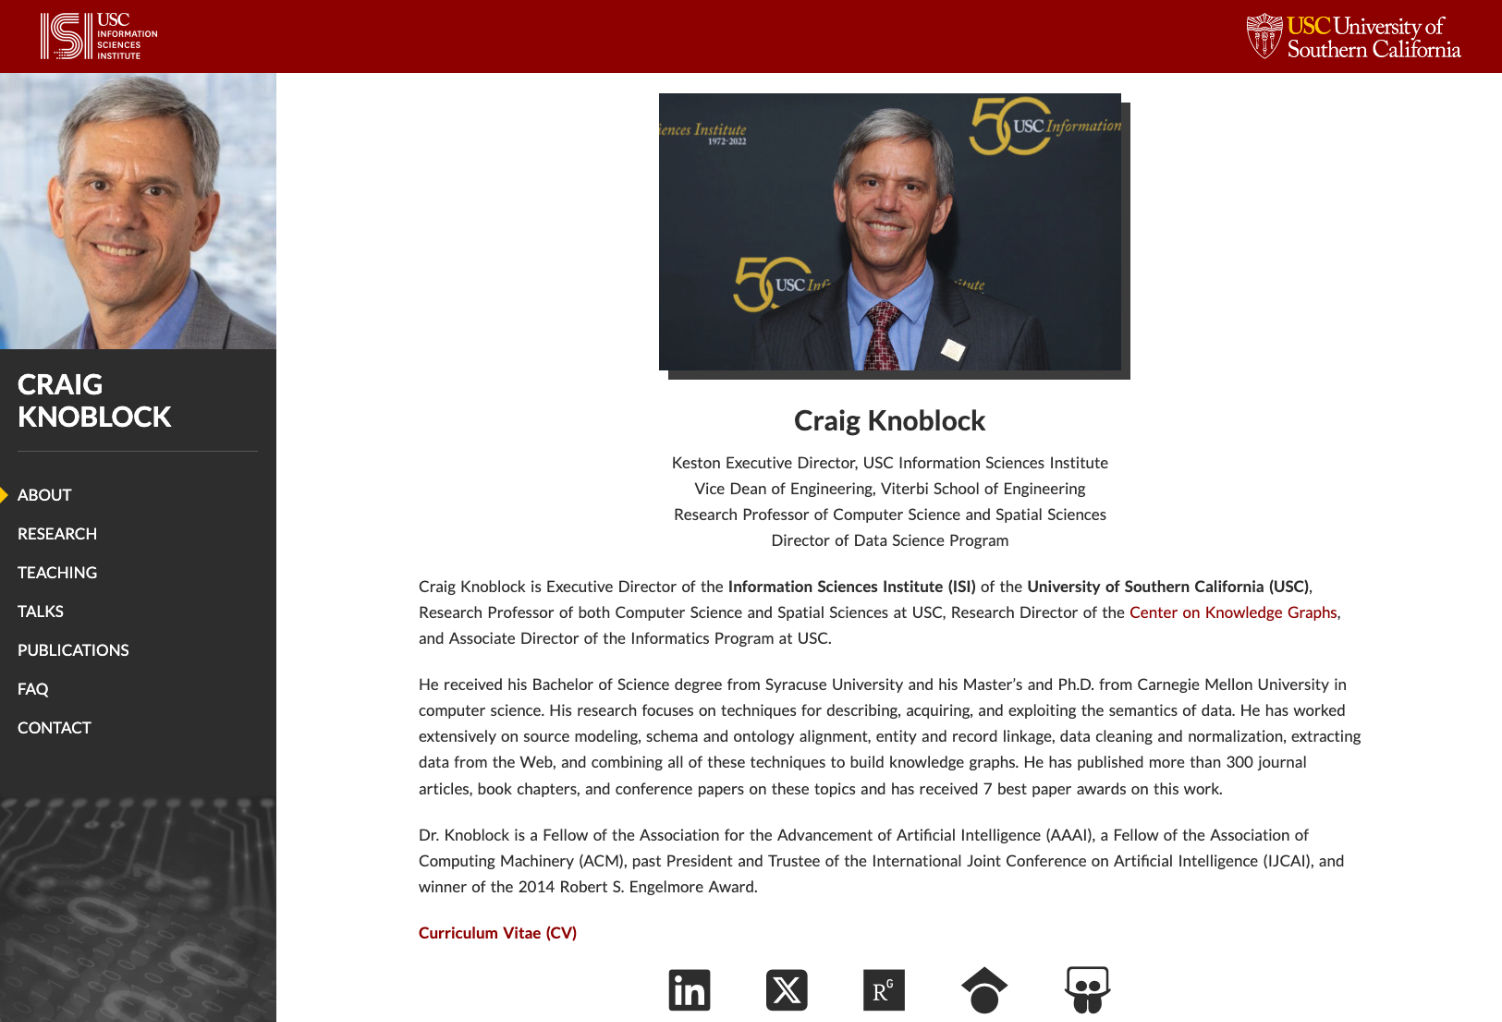 ISI USC
INFORMATION
SCIENCES
INSTITUTE
USC University of
Southern California
CRAIG
KNOBLOCK
ABOUT
RESEARCH
TEACHING
TALKS
PUBLICATIONS
FAQ
CONTACT
ences Institute
1972-2022
50 USC Information
50 USC Inf
itute
Craig Knoblock
Keston Executive Director, USC Information Sciences Institute
Vice Dean of Engineering, Viterbi School of Engineering
Research Professor of Computer Science and Spatial Sciences
Director of Data Science Program
Craig Knoblock is Executive Director of the Information Sciences Institute (ISI) of the University of Southern California (USC),
Research Professor of both Computer Science and Spatial Sciences at USC, Research Director of the Center on Knowledge Graphs,
and Associate Director of the Informatics Program at USC.
He received his Bachelor of Science degree from Syracuse University and his Master’s and Ph.D. from Carnegie Mellon University in
computer science. His research focuses on techniques for describing, acquiring, and exploiting the semantics of data. He has worked
extensively on source modeling, schema and ontology alignment, entity and record linkage, data cleaning and normalization, extracting
data from the Web, and combining all of these techniques to build knowledge graphs. He has published more than 300 journal
articles, book chapters, and conference papers on these topics and has received 7 best paper awards on this work.
Dr. Knoblock is a Fellow of the Association for the Advancement of Artificial Intelligence (AAAI), a Fellow of the Association of
Computing Machinery (ACM), past President and Trustee of the International Joint Conference on Artificial Intelligence (IJCAI), and
winner of the 2014 Robert S. Engelmore Award.
Curriculum Vitae (CV)
in X RG